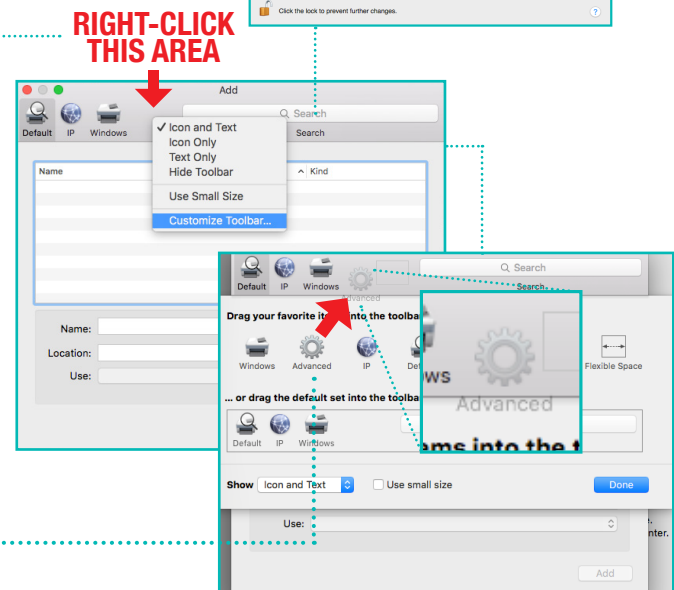 Click the lock to prevent further changes.
?
RIGHT-CLICK
THIS AREA
Add
Default IP Windows
Search
Search
✓ Icon and Text
Icon Only
Text Only
Hide Toolbar
Use Small Size
Customize Toolbar...
Name
Kind
Name:
Location:
Use:
Default IP Windows
Advanced
Search
Search
Drag your favorite into the toolba
Windows Advanced IP
Flexible Space
... or drag the default set into the toolba
Default IP Windows
ws
Advanced
ems into the t
Show Icon and Text
Use small size
Done
Use:
nter.
Add